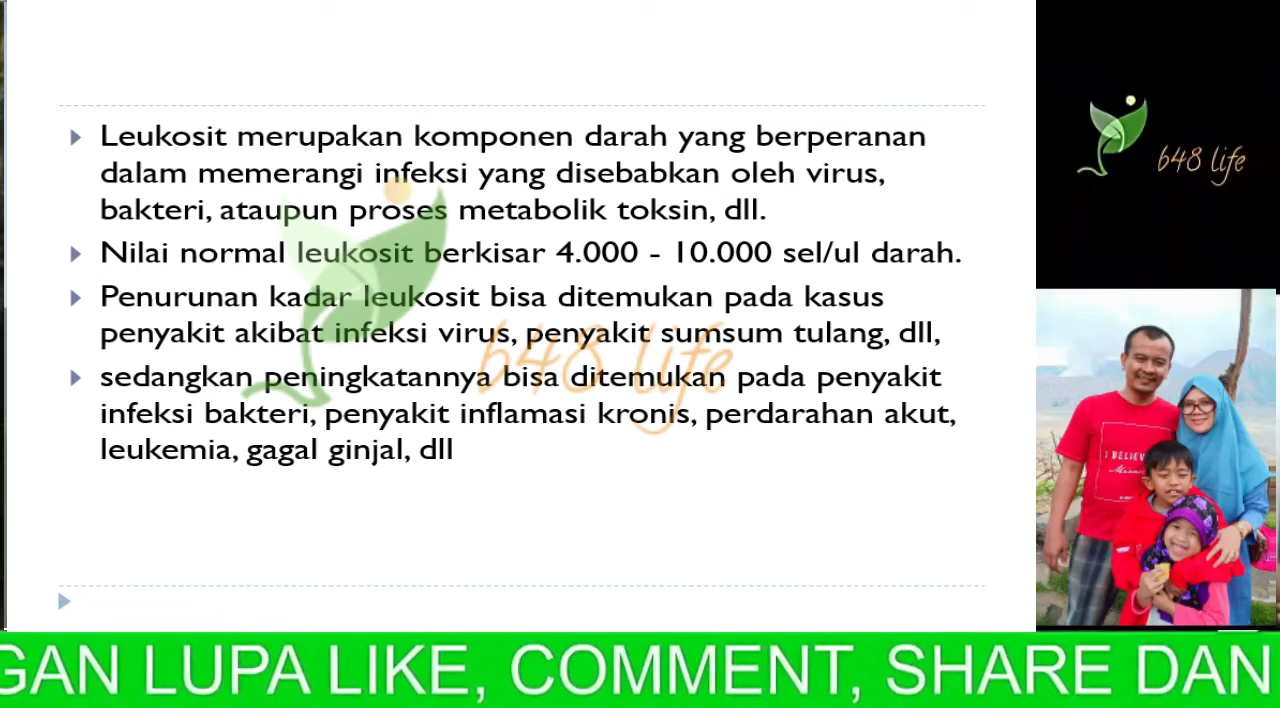 Leukosit merupakan komponen darah yang berperanan
dalam memerangi infeksi yang disebabkan oleh virus,
bakteri, ataupun proses metabolik toksin, dll.
Nilai normal leukosit berkisar 4.000 - 10.000 sel/ul darah.
Penurunan kadar leukosit bisa ditemukan pada kasus
penyakit akibat infeksi virus, penyakit sumsum tulang, dll,
sedangkan peningkatannya bisa ditemukan pada penyakit
infeksi bakteri, penyakit inflamasi kronis, perdarahan akut,
leukemia, gagal ginjal, dll
648 life
648 life
I BELIEVE
GAN LUPA LIKE, COMMENT, SHARE DAN